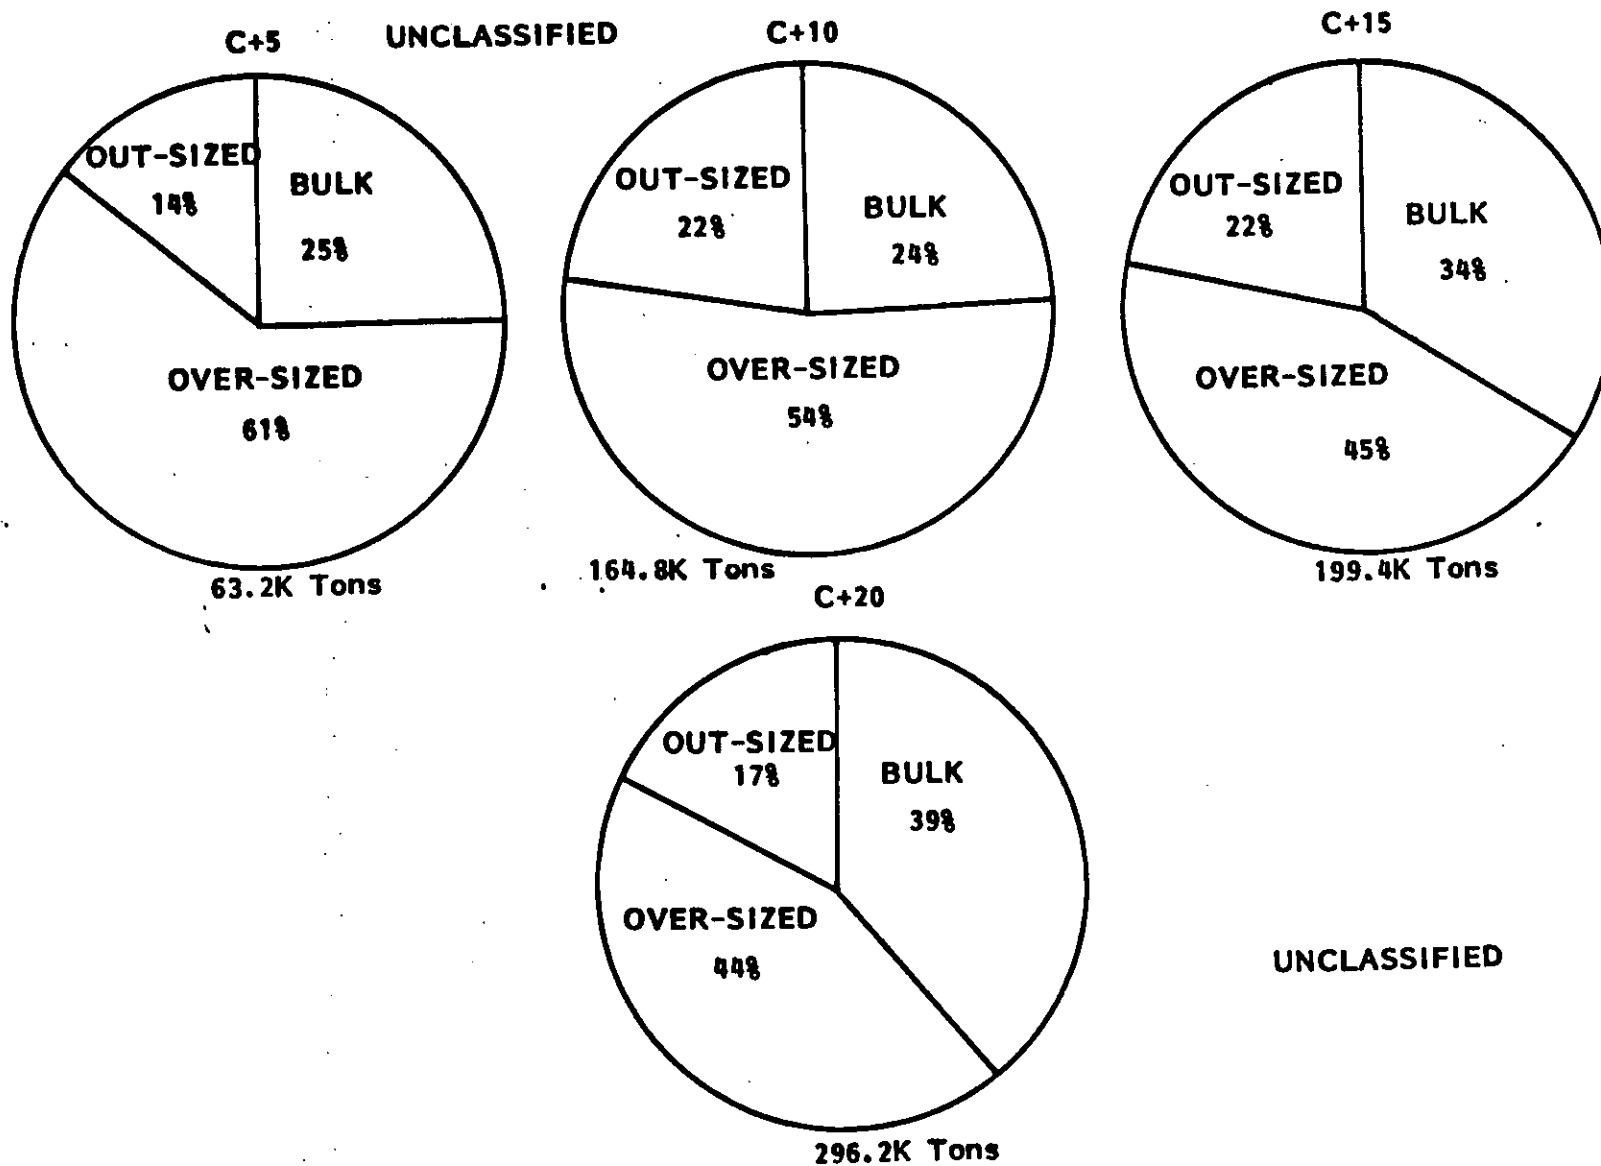 C+5
UNCLASSIFIED
C+10
C+15
OUT-SIZED
14%
BULK
25%
OVER-SIZED
61%
63.2K Tons
OUT-SIZED
22%
BULK
24%
OVER-SIZED
54%
164.8K Tons
OUT-SIZED
22%
BULK
34%
OVER-SIZED
45%
199.4K Tons
C+20
OUT-SIZED
17%
BULK
39%
OVER-SIZED
44%
296.2K Tons
UNCLASSIFIED